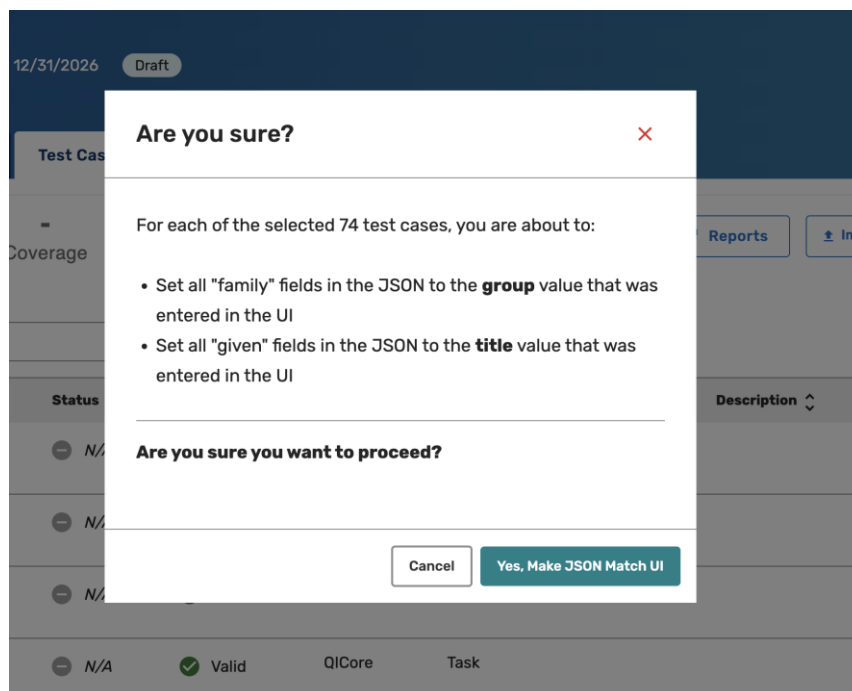 12/31/2026 Draft
Are you sure?
Test Cas
For each of the selected 74 test cases, you are about to:
-
Coverage
Reports
In
• Set all "family" fields in the JSON to the group value that was
entered in the UI
• Set all "given" fields in the JSON to the title value that was
entered in the UI
Status
Description
Are you sure you want to proceed?
N/A
N/A
Cancel
Yes, Make JSON Match UI
N/A
N/A Valid QICore Task